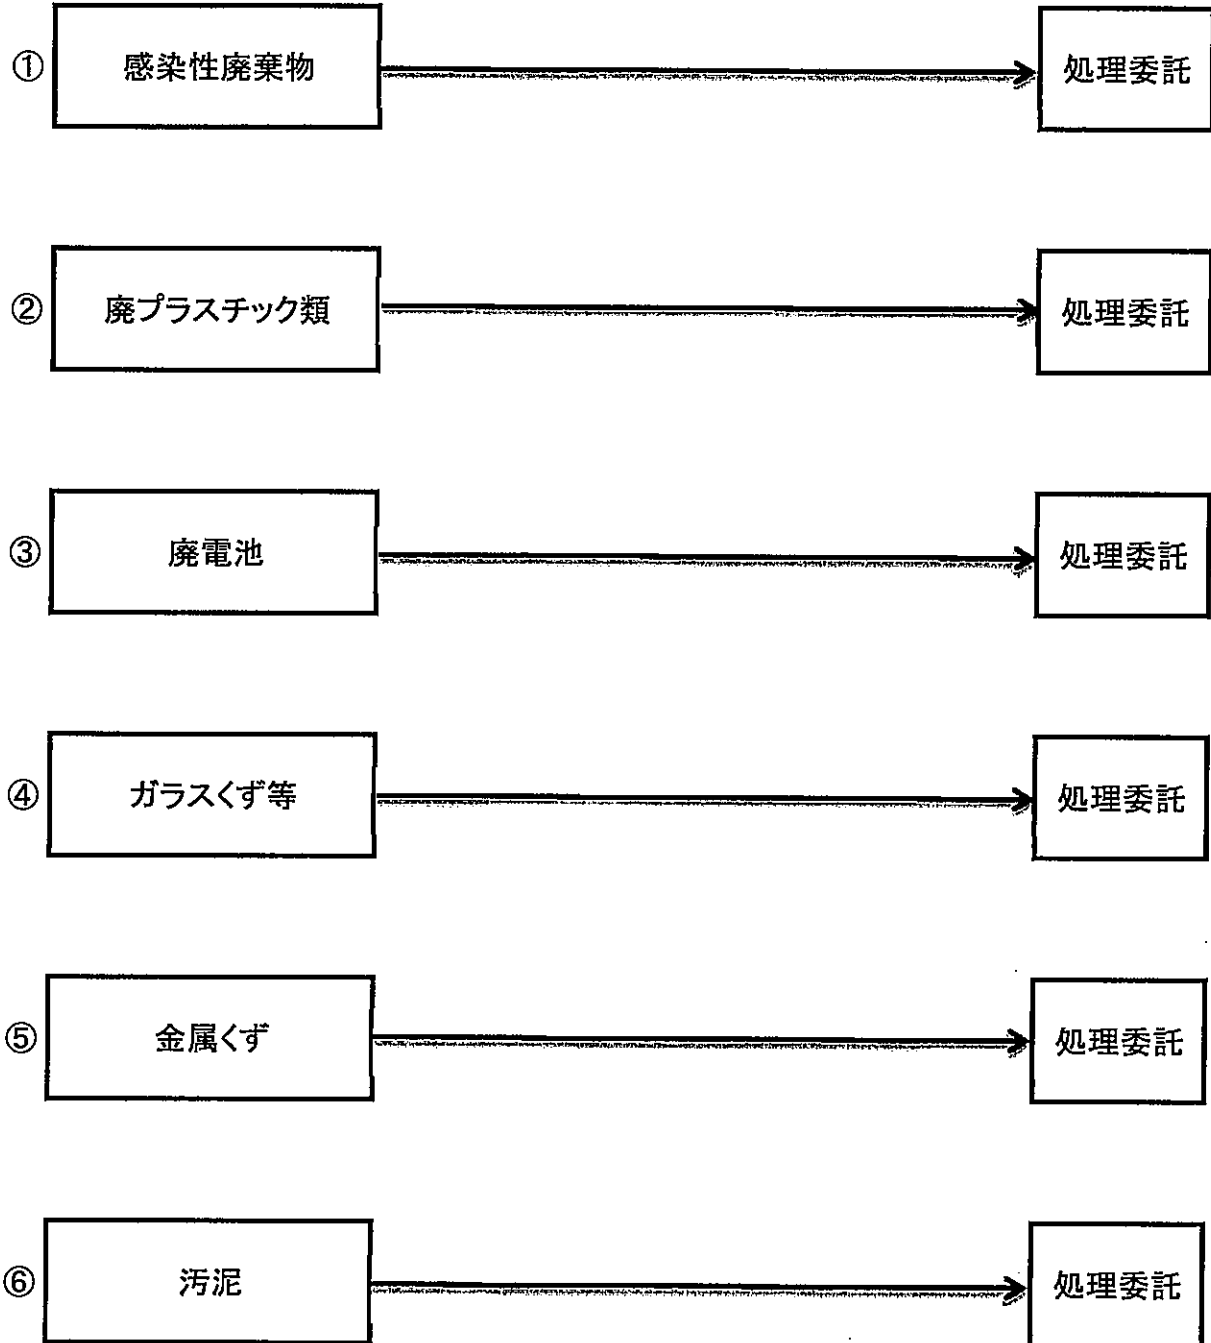 ① 感染性廃棄物 処理委託
② 廃プラスチック類 処理委託
③ 廃電池 処理委託
④ ガラスくず等 処理委託
⑤ 金属くず 処理委託
⑥ 汚泥 処理委託